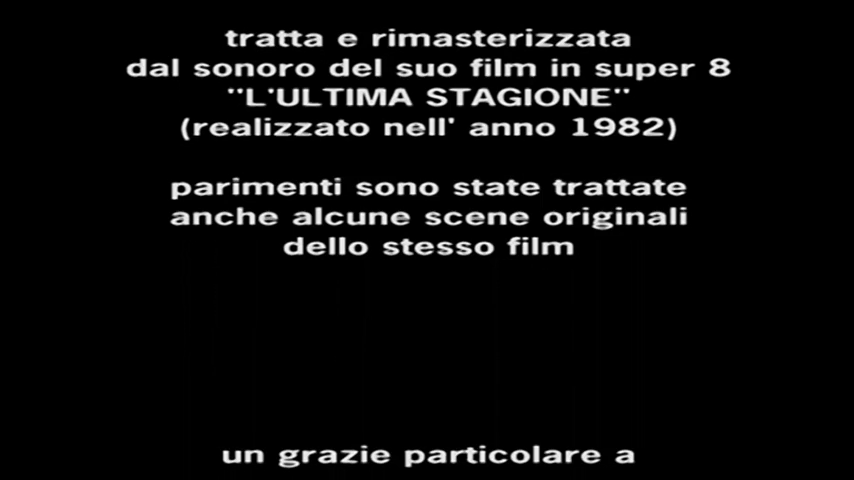 tratta e rimasterizzata
dal sonoro del suo film in super 8
"L'ULTIMA STAGIONE"
(realizzato nell' anno 1982)
parimenti sono state trattate
anche alcune scene originali
dello stesso film
un grazie particolare a